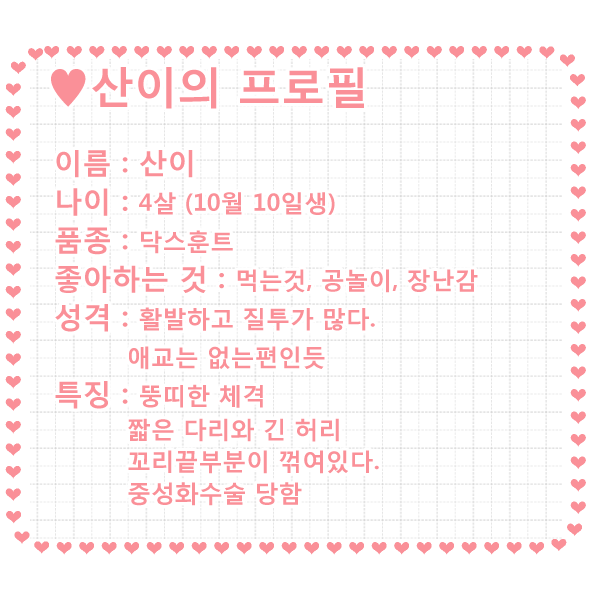 ♥산이의 프로필
이름 : 산이
나이 : 4살 (10월 10일생)
품종 : 닥스훈트
좋아하는 것 : 먹는것, 공놀이, 장난감
성격 : 활발하고 질투가 많다.
애교는 없는편인듯
특징 : 뚱띠한 체격
짧은 다리와 긴 허리
꼬리끝부분이 꺾여있다.
중성화수술 당함